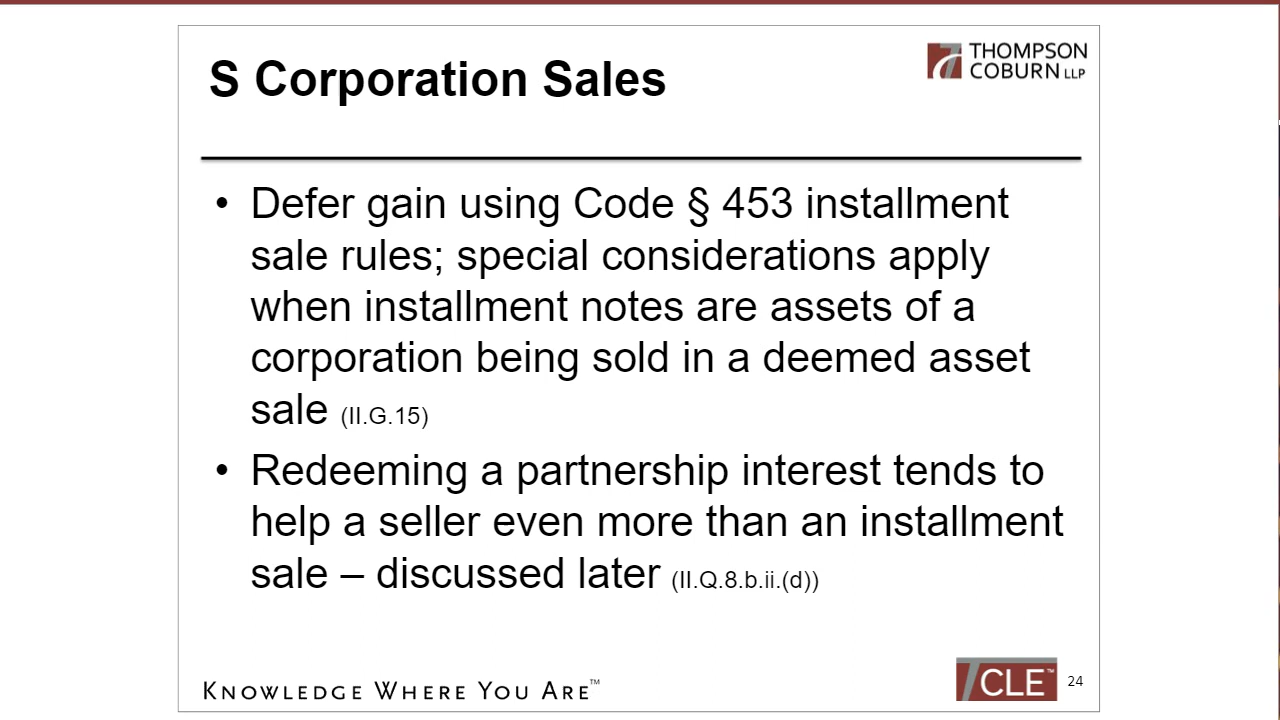 S Corporation Sales
THOMPSON
COBURN LLP
• Defer gain using Code § 453 installment
sale rules; special considerations apply
when installment notes are assets of a
corporation being sold in a deemed asset
sale (II.G.15)
• Redeeming a partnership interest tends to
help a seller even more than an installment
sale – discussed later (II.Q.8.b.ii.(d))
KNOWLEDGE WHERE YOU ARE™
CLE™
24